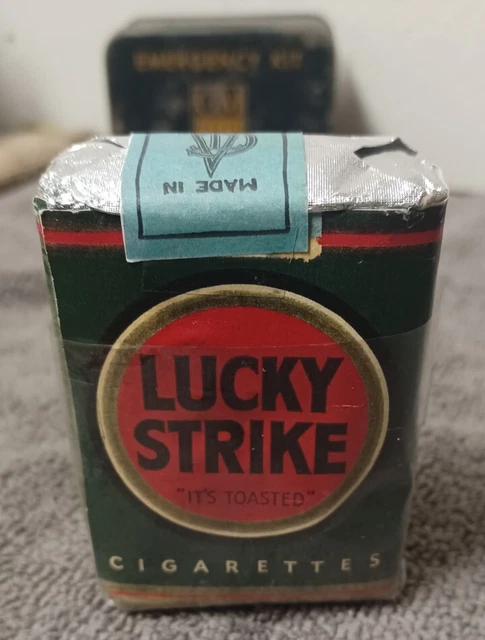 EMERGENCY KIT
MADE IN
LUCKY
STRIKE
"IT'S TOASTED"
CIGARETTES